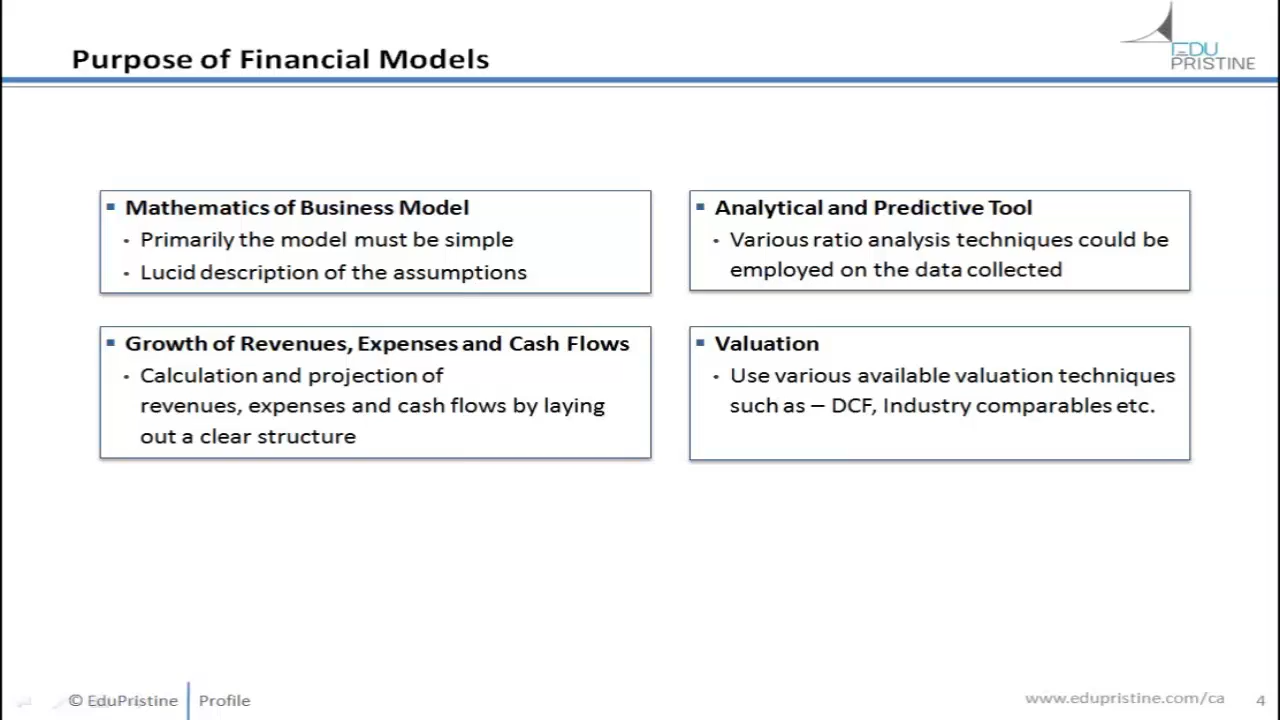 Purpose of Financial Models
EDU
PRISTINE
▪ Mathematics of Business Model
· Primarily the model must be simple
· Lucid description of the assumptions
▪ Analytical and Predictive Tool
· Various ratio analysis techniques could be
employed on the data collected
▪ Growth of Revenues, Expenses and Cash Flows
· Calculation and projection of
revenues, expenses and cash flows by laying
out a clear structure
▪ Valuation
· Use various available valuation techniques
such as – DCF, Industry comparables etc.
© EduPristine
Profile
www.edupristine.com/ca
4